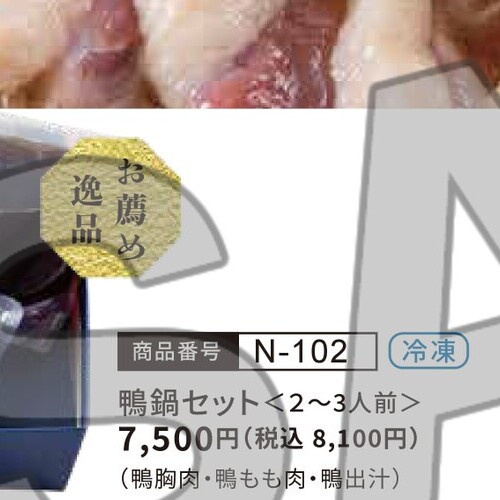 お薦め
逸品
商品番号 N-102 冷凍
鴨鍋セット＜2～3人前＞
7,500円（税込 8,100円）
（鴨胸肉・鴨もも肉・鴨出汁）